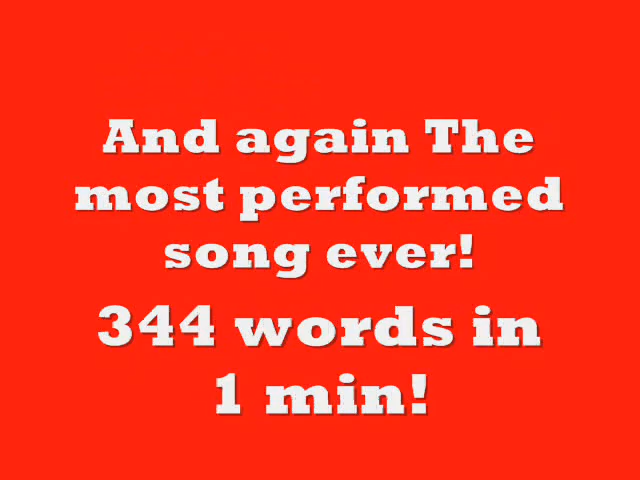 And again The
most performed
song ever!
344 words in
1 min!